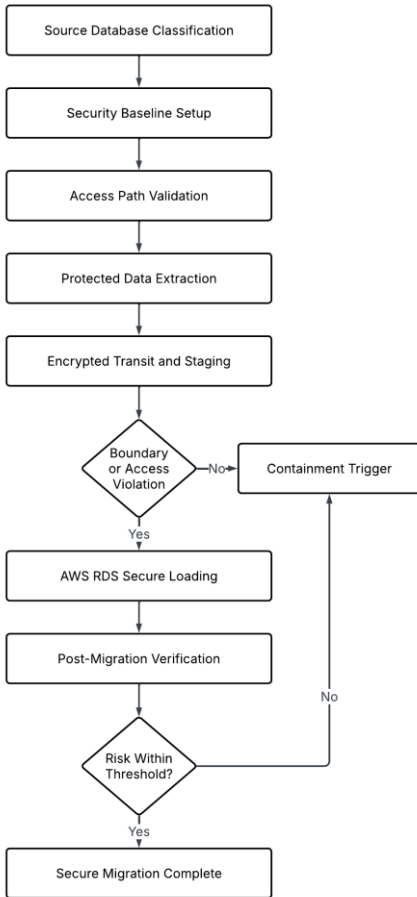 Source Database Classification
Security Baseline Setup
Access Path Validation
Protected Data Extraction
Encrypted Transit and Staging
Boundary
or Access
Violation
No
Containment Trigger
Yes
AWS RDS Secure Loading
Post-Migration Verification
No
Risk Within
Threshold?
Yes
Secure Migration Complete